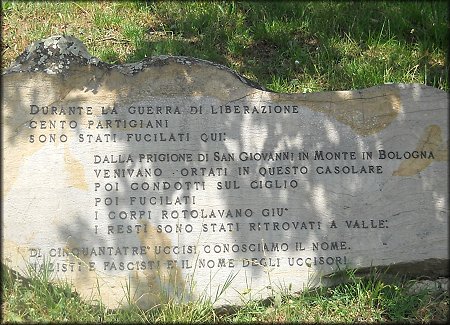 DURANTE LA GUERRA DI LIBERAZIONE
CENTO PARTIGIANI
SONO STATI FUCILATI QUI:
DALLA PRIGIONE DI SAN GIOVANNI IN MONTE IN BOLOGNA
VENIVANO ORTATI IN QUESTO CASOLARE
POI CONDOTTI SUL CIGLIO
POI FUCILATI
I CORPI ROTOLAVANO GIU'
I RESTI SONO STATI RITROVATI A VALLE:
DI CINQUANTATRE' UCCISI CONOSCIAMO IL NOME.
NAZISTI E FASCISTI E' IL NOME DEGLI UCCISORI